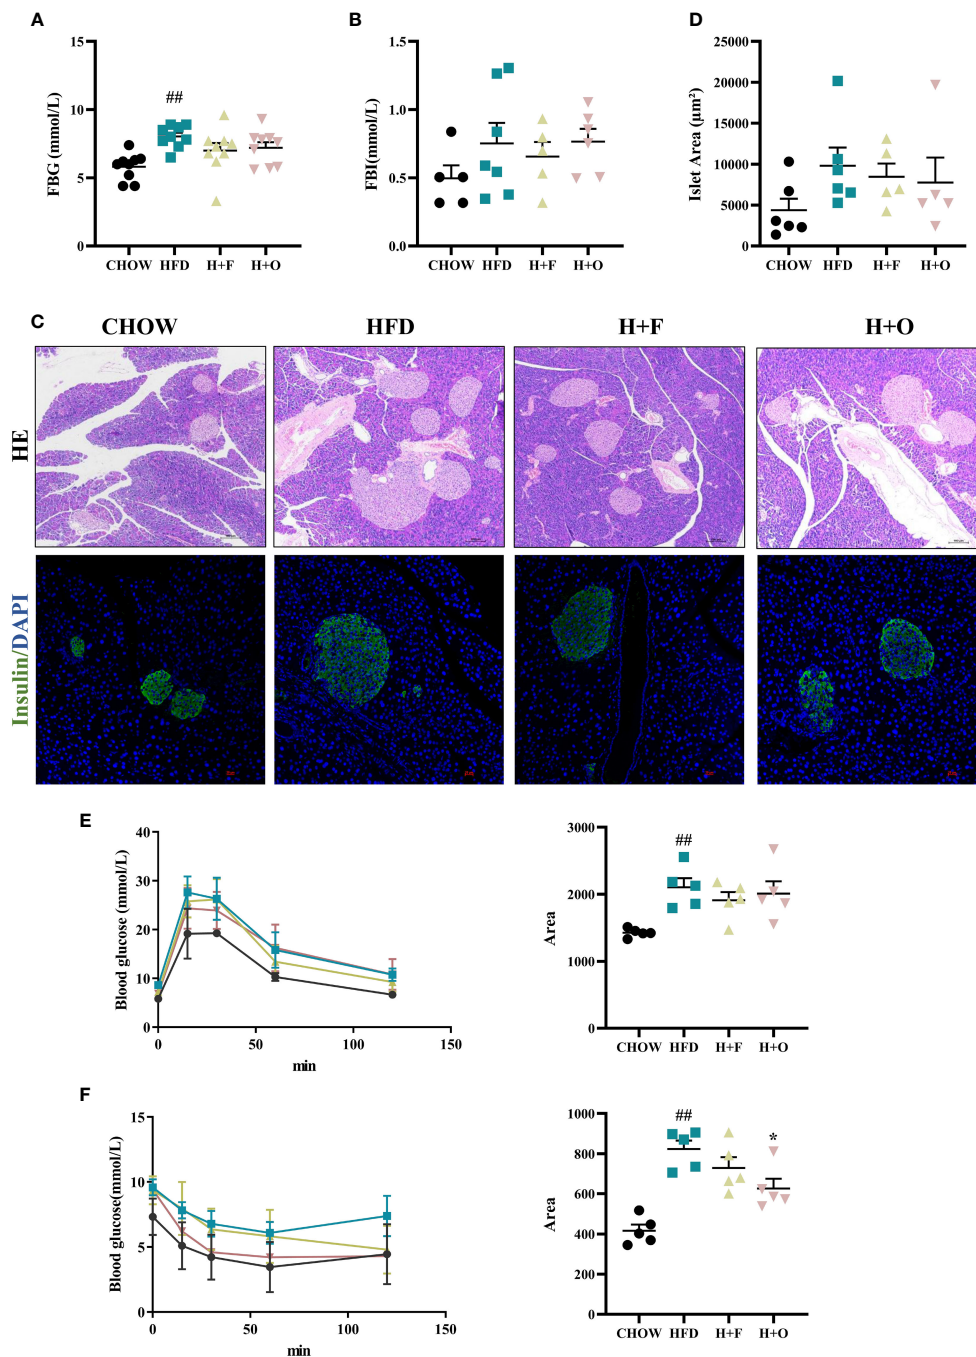 A
FBG (mmol/L)
15
10
5
0
##
CHOW HFD H+F H+O
B
FBI(mmol/L)
1.5
1.0
0.5
0.0
CHOW HFD H+F H+O
D
Islet Area (µm²)
25000
20000
15000
10000
5000
0
CHOW HFD H+F H+O
C
CHOW HFD H+F H+O
HE
Insulin/DAPI
E
Blood glucose (mmol/L)
40
30
20
10
0
0 50 100 150
min
Area
3000
2000
1000
0
##
CHOW HFD H+F H+O
F
Blood glucose(mmol/L)
15
10
5
0
0 50 100 150
min
Area
1000
800
600
400
200
0
##
*
CHOW HFD H+F H+O